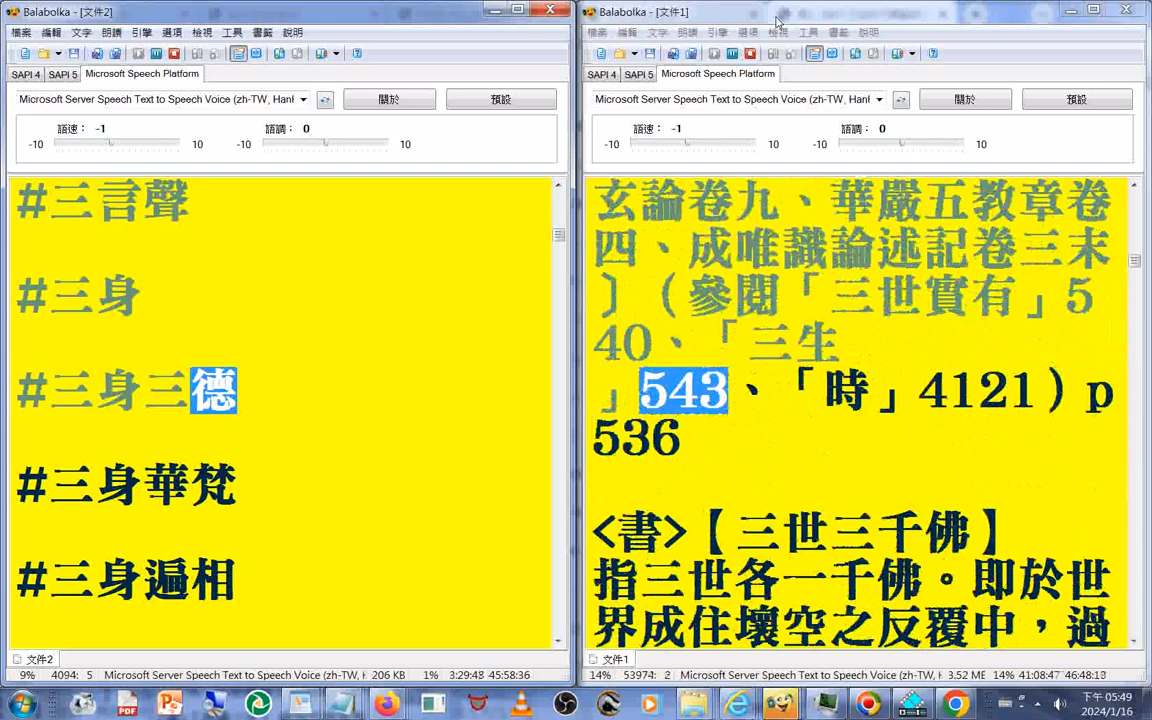 Balabolka - [文件2]
檔案 編輯 文字 朗讀 引擎 選項 檢視 工具 書籤 說明
SAPI 4 SAPI 5 Microsoft Speech Platform
Microsoft Server Speech Text to Speech Voice (zh-TW, Hanl
關於 預設
語速： -1 語調： 0
-10 10 -10 10
#三言聲
#三身
#三身三德
#三身華梵
#三身遍相
文件2
9% 4094: 5 Microsoft Server Speech Text to Speech Voice (zh-TW, 206 KB 1% 3:29:48 45:58:36
Balabolka - [文件1]
檔案 編輯 文字 朗讀 引擎 選項 檢視 工具 書籤 說明
SAPI 4 SAPI 5 Microsoft Speech Platform
Microsoft Server Speech Text to Speech Voice (zh-TW, Hanl
關於 預設
語速： -1 語調： 0
-10 10 -10 10
玄論卷九、華嚴五教章卷
四、成唯識論述記卷三末
〕（參閱「三世實有」5
40、「三生
」543、「時」4121）p
536
<書>【三世三千佛】
指三世各一千佛。即於世
界成住壞空之反覆中，過
文件1
14% 53974: 2 Microsoft Server Speech Text to Speech Voice (zh-TW, H 3.52 MB 14% 41:08:47 46:48:18
PDF
下午 05:49
2024/1/16